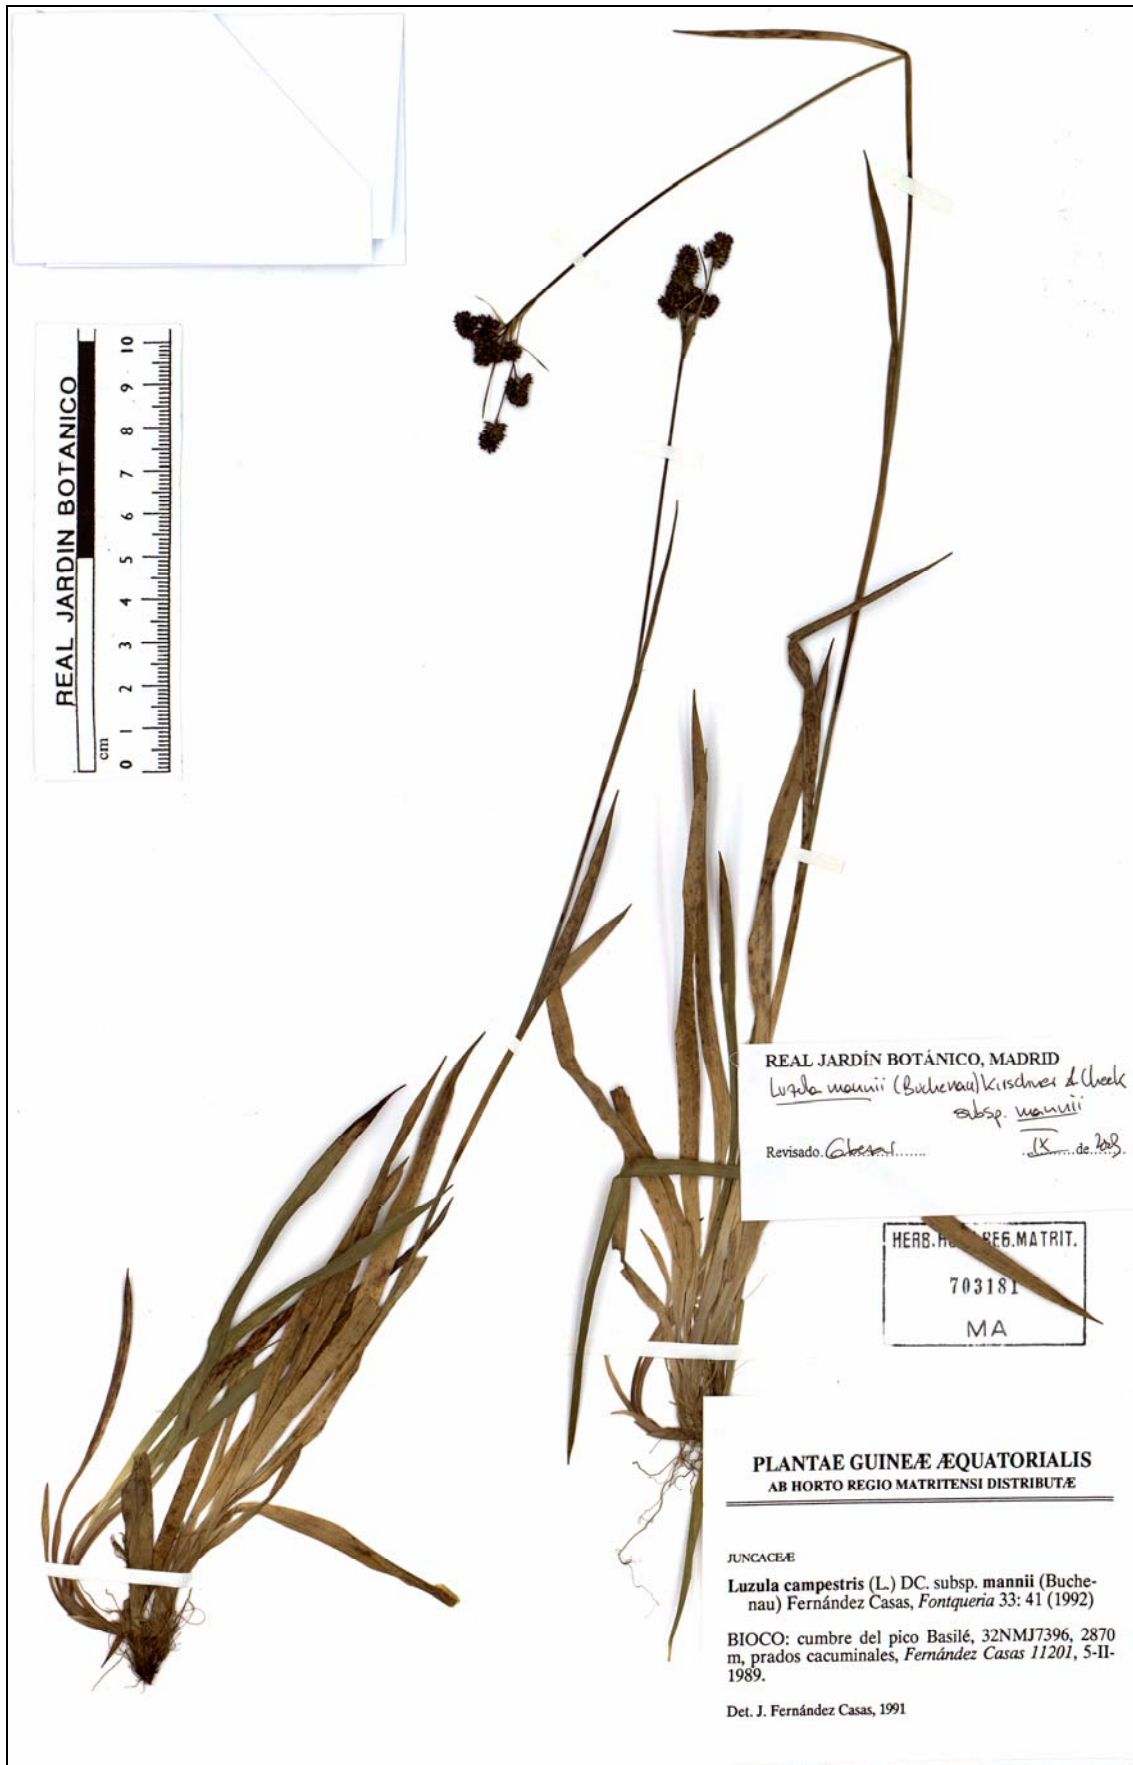 REAL JARDIN BOTANICO
cm
0 1 2 3 4 5 6 7 8 9 10
REAL JARDÍN BOTÁNICO, MADRID
Luzula mannii (Buchenau) Kirschner & Cheek
subsp. mannii
Revisado. ............ IX ..... de ......
HERB. REG. MATRIT.
703181
MA
PLANTAE GUINEÆ ÆQUATORIALIS
AB HORTO REGIO MATRITENSI DISTRIBUTÆ
JUNCACEÆ
Luzula campestris (L.) DC. subsp. mannii (Buche-
nau) Fernández Casas, Fontqueria 33: 41 (1992)
BIOCO: cumbre del pico Basilé, 32NMJ7396, 2870
m, prados cacuminales, Fernández Casas 11201, 5-II-
1989.
Det. J. Fernández Casas, 1991